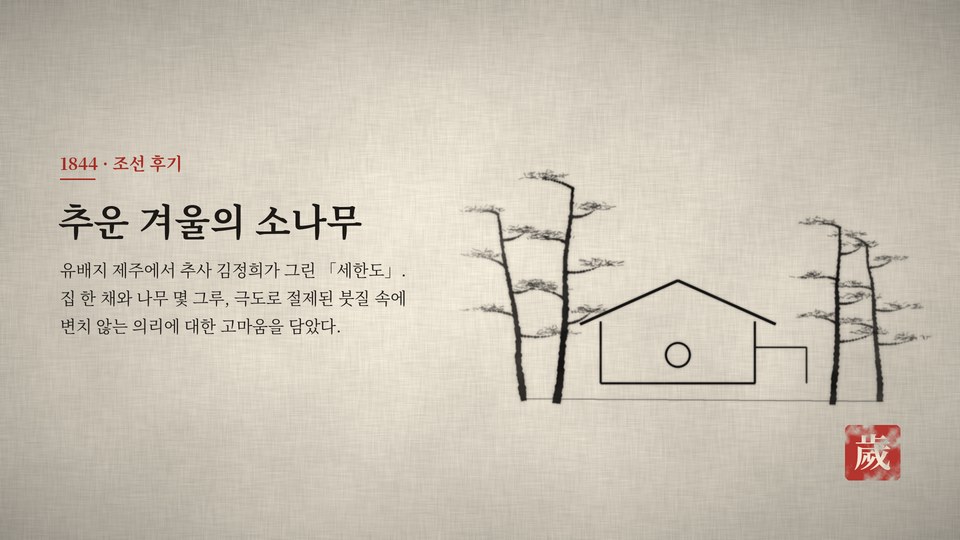 1844 · 조선 후기
추운 겨울의 소나무
유배지 제주에서 추사 김정희가 그린 「세한도」.
집 한 채와 나무 몇 그루, 극도로 절제된 붓질 속에
변치 않는 의리에 대한 고마움을 담았다.
歲